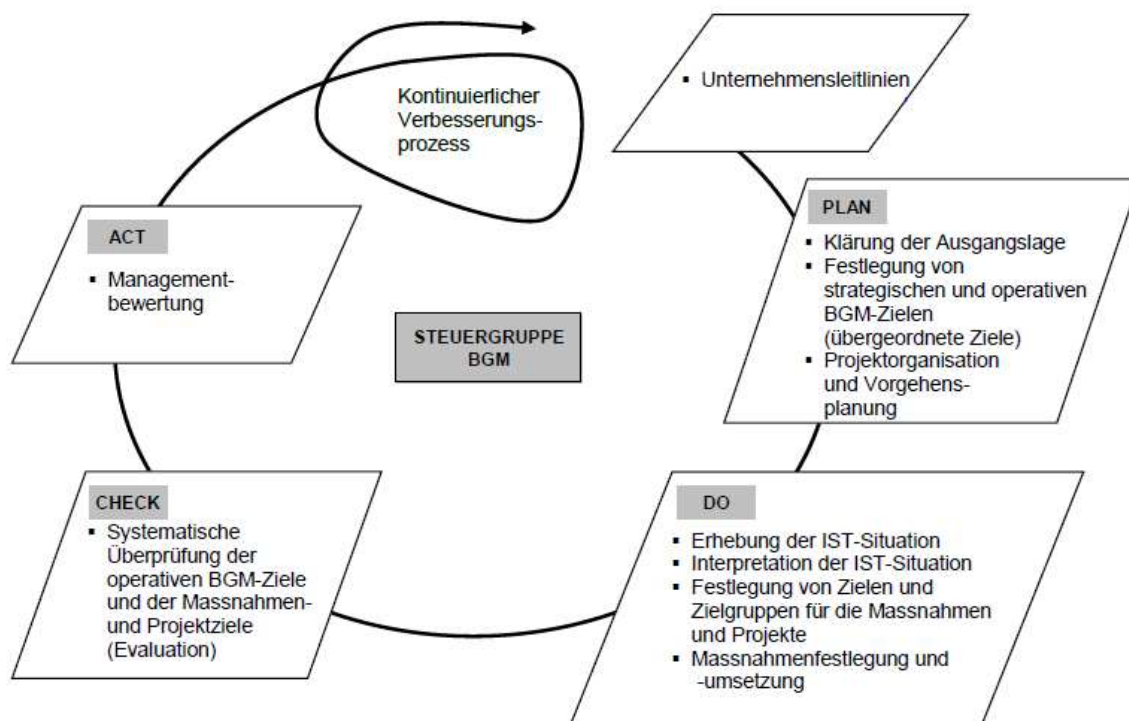 Kontinuierlicher
Verbesserungs-
prozess
▪ Unternehmensleitlinien
PLAN
▪ Klärung der Ausgangslage
▪ Festlegung von
strategischen und operativen
BGM-Zielen
(übergeordnete Ziele)
▪ Projektorganisation
und Vorgehens-
planung
DO
▪ Erhebung der IST-Situation
▪ Interpretation der IST-Situation
▪ Festlegung von Zielen und
Zielgruppen für die Massnahmen
und Projekte
▪ Massnahmenfestlegung und
-umsetzung
CHECK
▪ Systematische
Überprüfung der
operativen BGM-Ziele
und der Massnahmen-
und Projektziele
(Evaluation)
ACT
▪ Management-
bewertung
STEUERGRUPPE
BGM